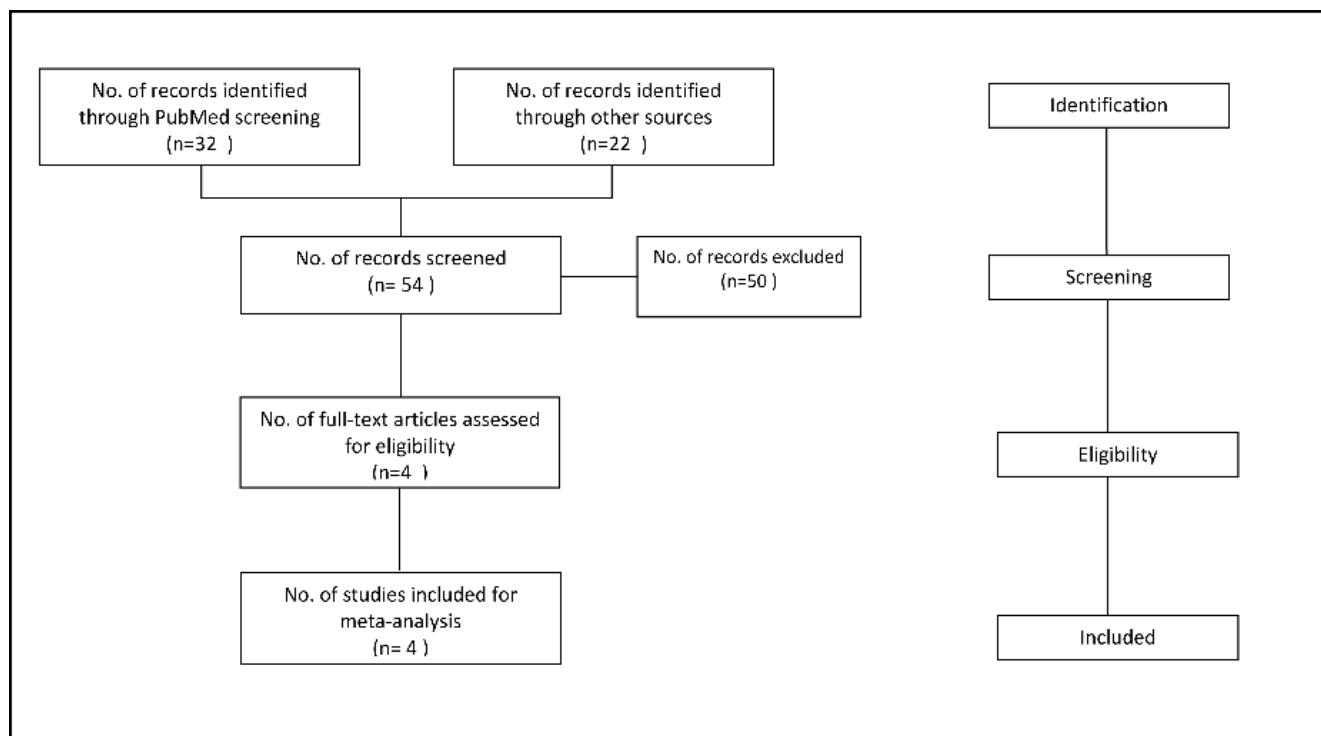 No. of records identified
through PubMed screening
(n=32  )
No. of records identified
through other sources
(n=22  )
No. of records screened
(n= 54 )
No. of records excluded
(n=50 )
No. of full-text articles assessed
for eligibility
(n=4  )
No. of studies included for
meta-analysis
(n= 4 )
Identification
Screening
Eligibility
Included